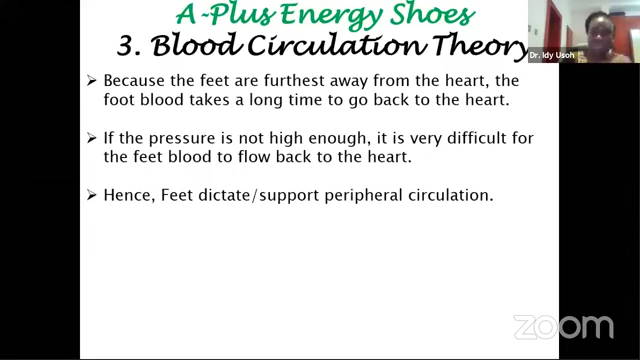 A-Plus Energy Shoes
3. Blood Circulation Theory
Dr. Idy Usoh
➢ Because the feet are furthest away from the heart, the
foot blood takes a long time to go back to the heart.
➢ If the pressure is not high enough, it is very difficult for
the feet blood to flow back to the heart.
➢ Hence, Feet dictate/support peripheral circulation.
zoom